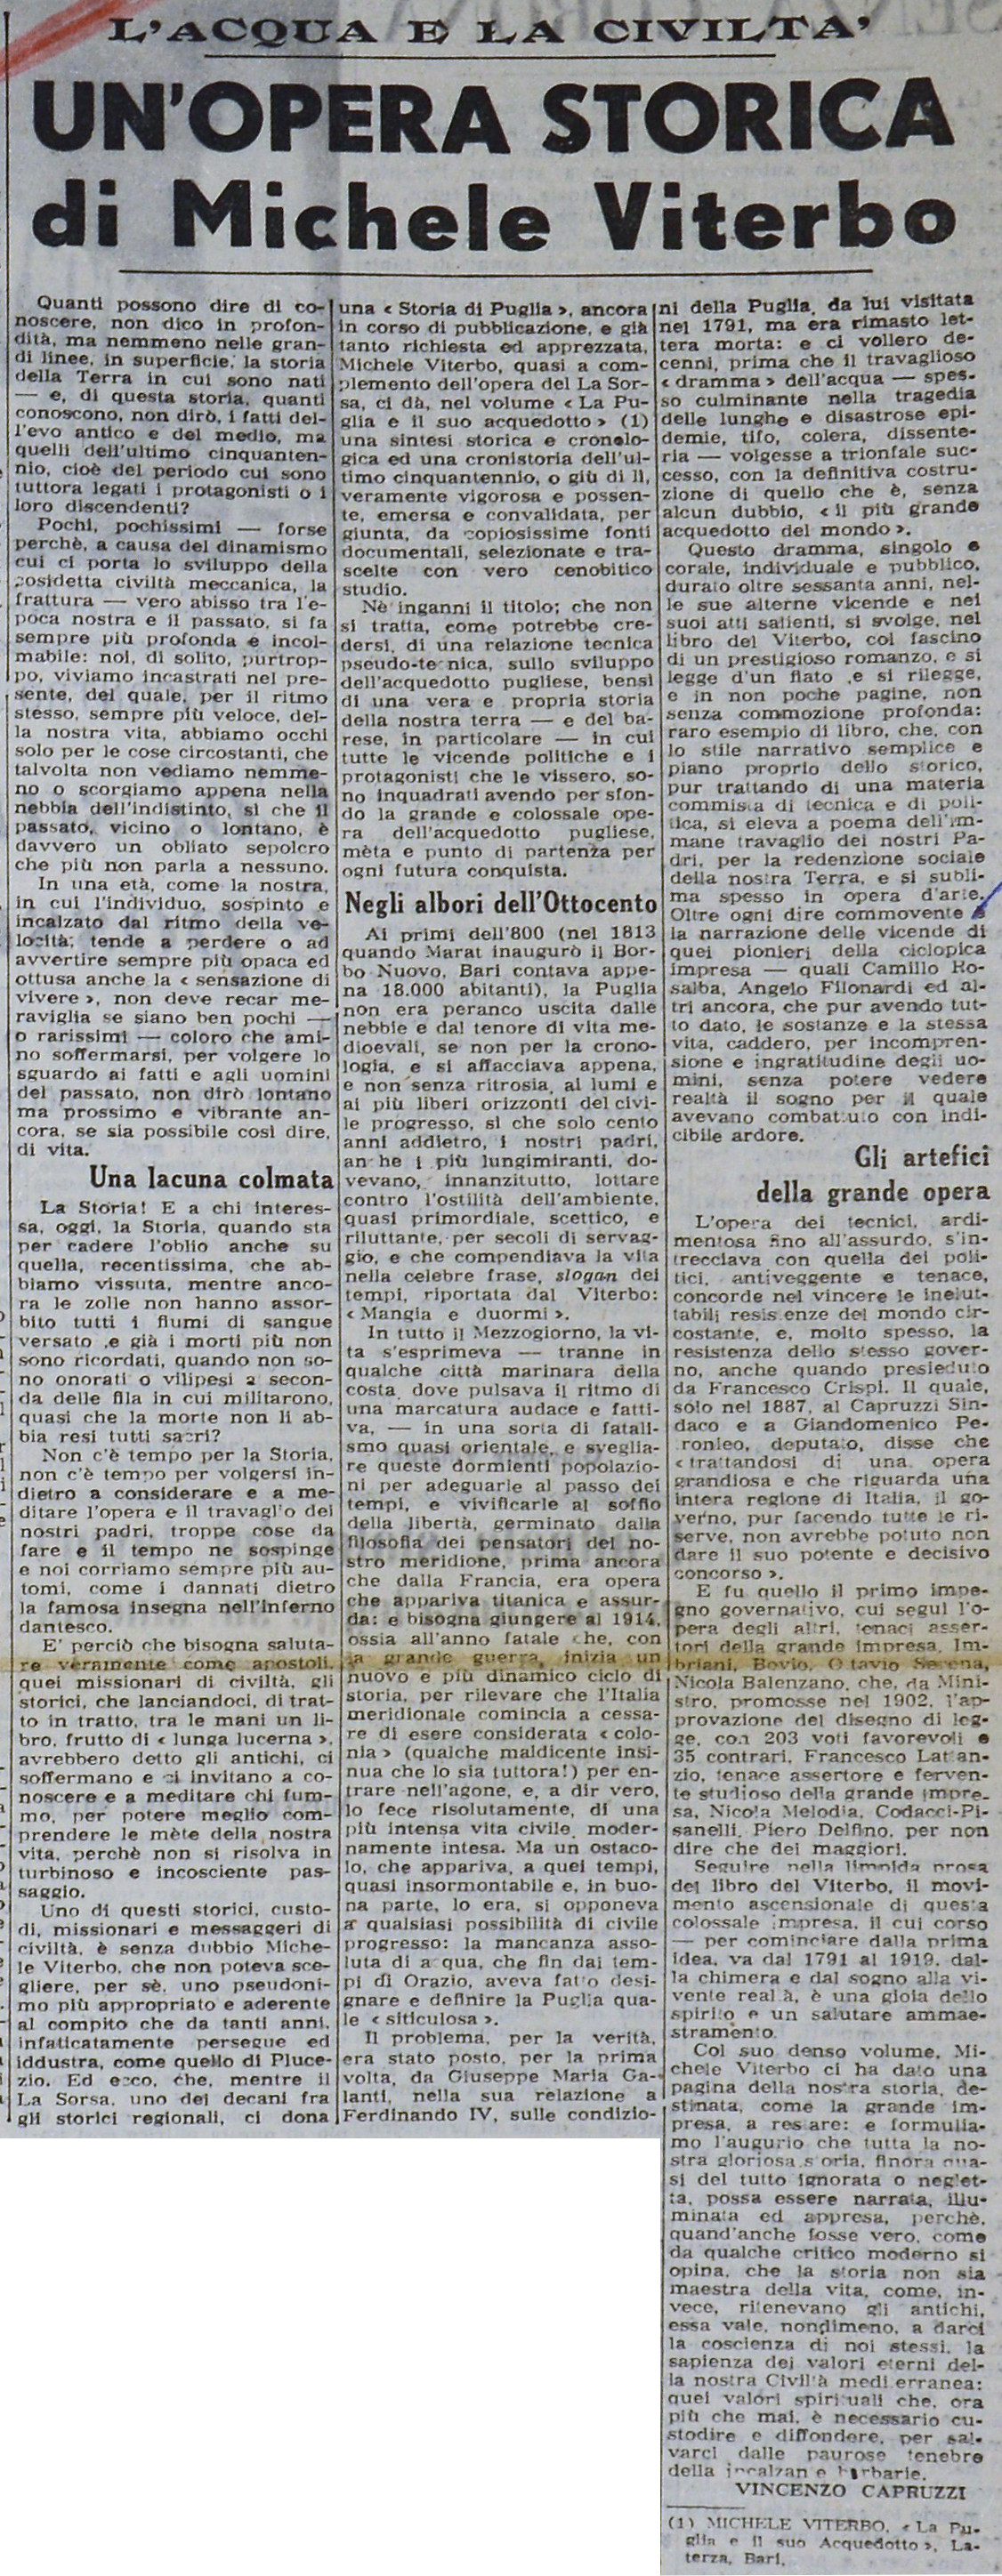 L'ACQUA E LA CIVILTA'
UN'OPERA STORICA
di Michele Viterbo
Quanti possono dire di co-
noscere, non dico in profon-
dità, ma nemmeno nelle gran-
di linee, in superficie, la storia
della Terra in cui sono nati
— e, di questa storia, quanti
conoscono, non dirò, i fatti del-
l'evo antico e del medio, ma
quelli dell'ultimo cinquanten-
nio, cioè del periodo cui sono
tuttora legati i protagonisti o i
loro discendenti?
Pochi, pochissimi — forse
perchè, a causa del dinamismo
cui ci porta lo sviluppo della
cosidetta civiltà meccanica, la
frattura — vero abisso tra l'e-
poca nostra e il passato, si fa
sempre più profonda e incol-
mabile: noi, di solito, purtrop-
po, viviamo incastrati nel pre-
sente, del quale, per il ritmo
stesso, sempre più veloce, del-
la nostra vita, abbiamo occhi
solo per le cose circostanti, che
talvolta non vediamo nemme-
no o scorgiamo appena nella
nebbia dell'indistinto, si che il
passato, vicino o lontano, è
davvero un obliato sepolcro
che più non parla a nessuno.
In una età, come la nostra,
in cui l'individuo, sospinto e
incalzato dal ritmo della ve-
locità, tende a perdere o ad
avvertire sempre più opaca ed
ottusa anche la « sensazione di
vivere », non deve recar me-
raviglia se siano ben pochi —
o rarissimi — coloro che ami-
no soffermarsi, per volgere lo
sguardo ai fatti e agli uomini
del passato, non dirò lontano
ma prossimo e vibrante an-
cora, se sia possibile così dire,
di vita.
Una lacuna colmata
La Storia! E a chi interes-
sa, oggi, la Storia, quando sta
per cadere l'oblio anche su
quella, recentissima, che ab-
biamo vissuta, mentre anco-
ra le zolle non hanno assor-
bito tutti i fiumi di sangue
versato ,e già i morti più non
sono ricordati, quando non so-
no onorati o vilipesi a secon-
da delle fila in cui militarono,
quasi che la morte non li ab-
bia resi tutti sacri?
Non c'è tempo per la Storia,
non c'è tempo per volgersi in-
dietro a considerare e a me-
ditare l'opera e il travagl'o dei
nostri padri, troppe cose da
fare e il tempo ne sospinge
e noi corriamo sempre più au-
tomi, come i dannati dietro
la famosa insegna nell'inferno
dantesco.
E' perciò che bisogna saluta-
re veramente come apostoli,
quei missionari di civiltà, gli
storici, che lanciandoci, di trat-
to in tratto, tra le mani un li-
bro, frutto di « lunga lucerna »,
avrebbero detto gli antichi, ci
soffermano e ci invitano a co-
noscere e a meditare chi fum-
mo, per potere meglio com-
prendere le mète della nostra
vita, perchè non si risolva in
turbinoso e incosciente pas-
saggio.
Uno di questi storici, custo-
di, missionari e messaggeri di
civiltà, è senza dubbio Miche-
le Viterbo, che non poteva sce-
gliere, per sè, uno pseudoni-
mo più appropriato e aderente
al compito che da tanti anni,
infaticatamente persegue ed
iddustra, come quello di Pluce-
zio. Ed ecco, che, mentre il
La Sorsa, uno dei decani fra
gli storici regionali, ci dona
una « Storia di Puglia », ancora
in corso di pubblicazione, e già
tanto richiesta ed apprezzata,
Michele Viterbo, quasi a com-
plemento dell'opera del La Sor-
sa, ci dà, nel volume « La Pu-
glia e il suo acquedotto » (1)
una sintesi storica e cronolo-
gica ed una cronistoria dell'ul-
timo cinquantennio, o giù di lì,
veramente vigorosa e possen-
te, emersa e convalidata, per
giunta, da copiosissime fonti
documentali, selezionate e tra-
scelte con vero cenobitico
studio.
Nè inganni il titolo; che non
si tratta, come potrebbe cre-
dersi, di una relazione tecnica
pseudo-te nica, sullo sviluppo
dell'acquedotto pugliese, bensì
di una vera e propria storia
della nostra terra — e del ba-
rese, in particolare — in cui
tutte le vicende politiche e i
protagonisti che le vissero, so-
no inquadrati avendo per sfon-
do la grande e colossale ope-
ra dell'acquedotto pugliese,
mèta e punto di partenza per
ogni futura conquista.
Negli albori dell'Ottocento
Ai primi dell'800 (nel 1813
quando Marat inaugurò il Bor-
bo Nuovo, Bari contava appe-
na 18.000 abitanti), la Puglia
non era peranco uscita dalle
nebbie e dal tenore di vita me-
dioevali, se non per la crono-
logia, e si affacciava appena,
e non senza ritrosia, ai lumi e
ai più liberi orizzonti del civi-
le progresso, sì che solo cento
anni addietro, i nostri padri,
an he i più lungimiranti, do-
vevano, innanzitutto, lottare
contro l'ostilità dell'ambiente,
quasi primordiale, scettico, e
riluttante, per secoli di servag-
gio, e che compendiava la vita
nella celebre frase, slogan dei
tempi, riportata dal Viterbo:
« Mangia e duormi ».
In tutto il Mezzogiorno, la vi-
ta s'esprimeva — tranne in
qualche città marinara della
costa, dove pulsava il ritmo di
una marcatura audace e fatti-
va, — in una sorta di fatali-
smo quasi orientale, e sveglia-
re queste dormienti popolazio-
ni per adeguarle al passo dei
tempi, e vivificarle al soffio
della libertà, germinato dalla
filosofia dei pensatori del no-
stro meridione, prima ancora
che dalla Francia, era opera
che appariva titanica e assur-
da: e bisogna giungere al 1914,
ossia all'anno fatale che, con
la grande guerra, inizia un
nuovo e più dinamico ciclo di
storia, per rilevare che l'Italia
meridionale comincia a cessa-
re di esere considerata « colo-
nia » (qualche maldicente insi-
nua che lo sia tuttora!) per en-
trare nell'agone, e, a dir vero,
lo fece risolutamente, di una
più intensa vita civile, moder-
namente intesa. Ma un ostaco-
lo, che appariva, a quei tempi,
quasi insormontabile e, in buo-
na parte, lo era, si opponeva
a qualsiasi possibilità di civile
progresso: la mancanza asso-
luta di acqua, che fin dai tem-
pi di Orazio, aveva fatto desi-
gnare e definire la Puglia qua-
le « siticulosa ».
Il problema, per la verità,
era stato posto, per la prima
volta, da Giuseppe Maria Ga-
lanti, nella sua relazione a
Ferdinando IV, sulle condizio-
ni della Puglia, da lui visitata
nel 1791, ma era rimasto let-
tera morta: e ci vollero de-
cenni, prima che il travaglioso
« dramma » dell'acqua — spes-
so culminante nella tragedia
delle lunghe e disastrose epi-
demie, tifo, colera, dissente-
ria — volgesse a trionfale suc-
cesso, con la definitiva costru-
zione di quello che è, senza
alcun dubbio, « il più grande
acquedotto del mondo ».
Questo dramma, singolo e
corale, individuale e pubblico,
durato oltre sessanta anni, nel-
le sue alterne vicende e nei
suoi atti salienti, si svolge, nel
libro del Viterbo, col fascino
di un prestigioso romanzo, e si
legge d'un fiato ,e si rilegge,
e in non poche pagine, non
senza commozione profonda:
raro esempio di libro, che, con
lo stile narrativo semplice e
piano proprio dello storico,
pur trattando di una materia
commista di tecnica e di poli-
tica, si eleva a poema dell'im-
mane travaglio dei nostri Pa-
dri, per la redenzione sociale
della nostra Terra, e si subli-
ma spesso in opera d'arte.
Oltre ogni dire commovente è
la narrazione delle vicende di
quei pionieri della ciclopica
impresa — quali Camillo Ro-
salba, Angelo Filonardi ed al-
tri ancora, che pur avendo tut-
to dato, le sostanze e la stessa
vita, caddero, per incompren-
sione e ingratitudine degli uo-
mini, senza potere vedere
realtà il sogno per il quale
avevano combattuto con indi-
cibile ardore.
Gli artefici
della grande opera
L'opera dei tecnici, ardi-
mentosa fino all'assurdo, s'in-
trecciava con quella dei poli-
tici, antiveggente e tenace,
concorde nel vincere le inelut-
tabili resis enze del mondo cir-
costante, e, molto spesso, la
resistenza dello stesso gover-
no, anche quando presieduto
da Francesco Crispi. Il quale,
solo nel 1887, al Capruzzi Sin-
daco e a Giandomenico Pe-
tronieo, deputato, disse che
« trattandosi di una opera
grandiosa e che riguarda una
intera regione di Italia, il go-
verno, pur facendo tutte le ri-
serve, non avrebbe potuto non
dare il suo potente e decisivo
concorso ».
E fu quello il primo impe-
gno governativo, cui seguì l'o-
pera degli altri, tenaci asser-
tori della grande impresa, Im-
briani, Bovio, O tavio Serena,
Nicola Balenzano, che, da Mini-
stro, promosse nel 1902, l'ap-
provazione del disegno di leg-
ge, con 203 voti favorevoli e
35 contrari, Francesco Lattan-
zio, tenace assertore e ferven-
te studioso della grande impre-
sa, Nicola Melodia, Codacci-Pi-
sanelli, Piero Delfino, per non
dire che dei maggiori.
Seguire nella limpida prosa
del libro del Viterbo, il movi-
mento ascensionale di questa
colossale impresa, il cui corso
— per cominciare dalla prima
idea, va dal 1791 al 1919, dal-
la chimera e dal sogno alla vi-
vente real à, è una gioia dello
spirito e un salutare ammae-
stramento.
Col suo denso volume, Mi-
chele Viterbo ci ha dato una
pagina della nostra storia, de-
stinata, come la grande im-
presa, a restare: e formulia-
mo l'augurio che tutta la no-
stra gloriosa s oria, finora qua-
si del tutto ignorata o neglet-
ta, possa essere narrata, illu-
minata ed appresa, perchè,
quand'anche fosse vero, come
da qualche critico moderno si
opina, che la storia non sia
maestra della vita, come, in-
vece, ritenevano gli antichi,
essa vale, nondimeno, a darci
la coscienza di noi stessi, la
sapienza dei valori eterni del-
la nostra Civiltà medi erranea:
quei valori spirituali che, ora
più che mai, è necessario cu-
stodire e diffondere, per sal-
varci dalle paurose tenebre
della incalzan e barbarie.
VINCENZO CAPRUZZI
(1) MICHELE VITERBO, « La Pu-
glia e il suo Acquedotto », La-
terza, Bari.